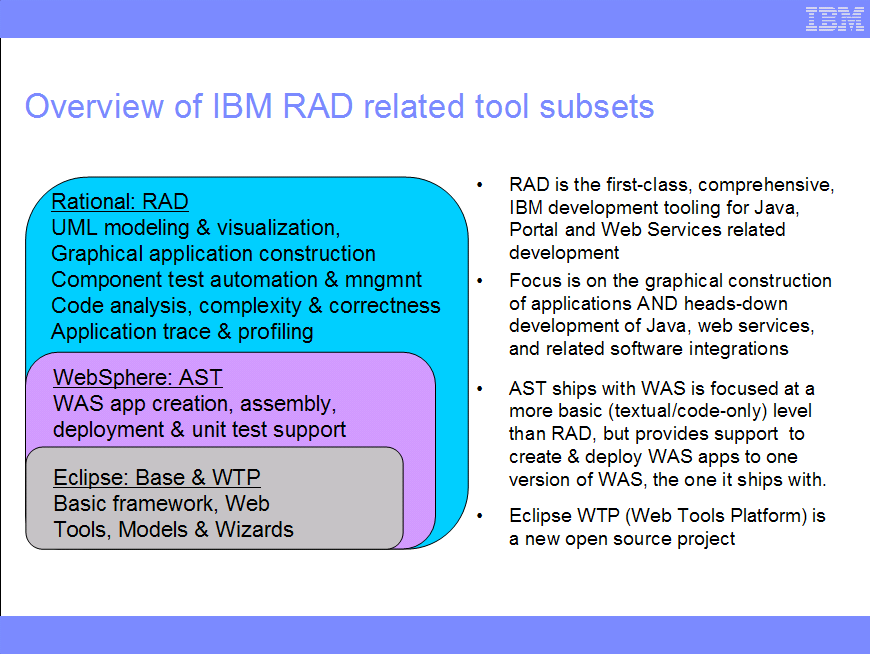 IBM
Overview of IBM RAD related tool subsets
Rational: RAD
UML modeling & visualization,
Graphical application construction
Component test automation & mngmnt
Code analysis, complexity & correctness
Application trace & profiling
WebSphere: AST
WAS app creation, assembly,
deployment & unit test support
Eclipse: Base & WTP
Basic framework, Web
Tools, Models & Wizards
• RAD is the first-class, comprehensive,
IBM development tooling for Java,
Portal and Web Services related
development
• Focus is on the graphical construction
of applications AND heads-down
development of Java, web services,
and related software integrations
• AST ships with WAS is focused at a
more basic (textual/code-only) level
than RAD, but provides support to
create & deploy WAS apps to one
version of WAS, the one it ships with.
• Eclipse WTP (Web Tools Platform) is
a new open source project